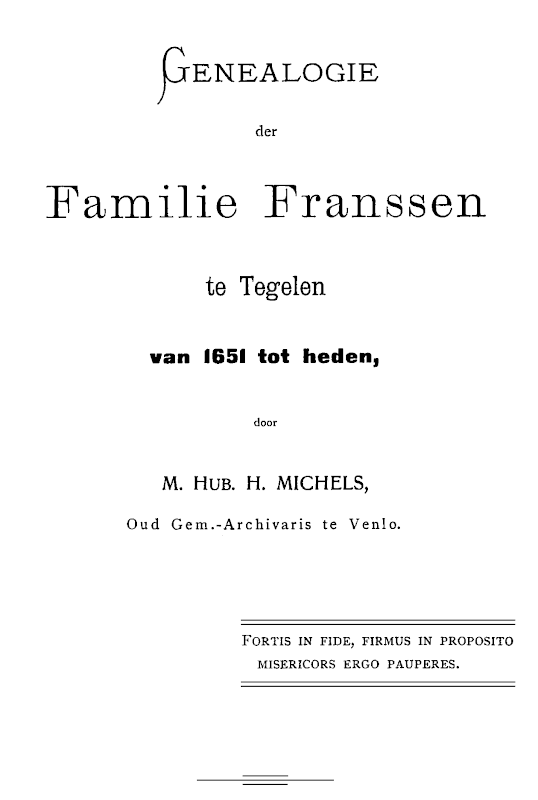 GENEALOGIE
der
Familie Franssen
te Tegelen
van 1651 tot heden,
door
M. HUB. H. MICHELS,
Oud Gem.-Archivaris te Venlo.
FORTIS IN FIDE, FIRMUS IN PROPOSITO
MISERICORS ERGO PAUPERES.